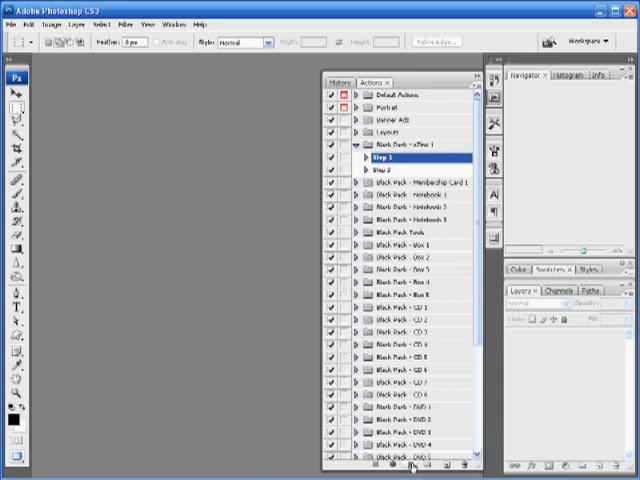 Adobe Photoshop CS3
File Edit Image Layer Select Filter View Window Help
Feather: 0 px Anti-alias Style: Normal Width: Height: Refine Edge... Workspace
Ps
History Actions ×
Default Actions
Portrait
Banner Ads
Layouts
Black Pack - eZine 1
Step 1
Step 2
Black Pack - Membership Card 1
Black Pack - Notebook 1
Black Pack - Notebook 2
Black Pack - Notebook 3
Black Pack Tools
Black Pack - Box 1
Black Pack - Box 2
Black Pack - Box 3
Black Pack - Box 4
Black Pack - Box 5
Black Pack - CD 1
Black Pack - CD 2
Black Pack - CD 3
Black Pack - CD 4
Black Pack - CD 5
Black Pack - CD 6
Black Pack - CD 7
Black Pack - CD 8
Black Pack - DVD 1
Black Pack - DVD 2
Black Pack - DVD 3
Black Pack - DVD 4
Black Pack - DVD 5
Navigator × Histogram Info
Color Swatches × Styles
Layers × Channels Paths
Normal Opacity:
Lock: Fill: